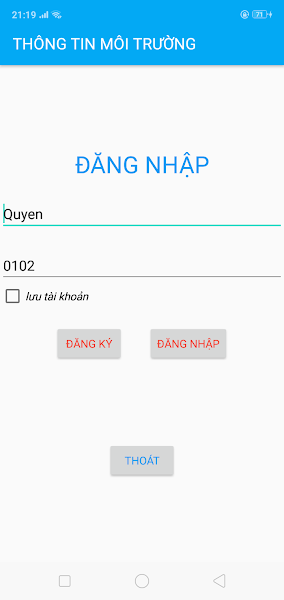 21:19 71
THÔNG TIN MÔI TRƯỜNG
ĐĂNG NHẬP
Quyen
0102
lưu tài khoản
ĐĂNG KÝ ĐĂNG NHẬP
THOÁT